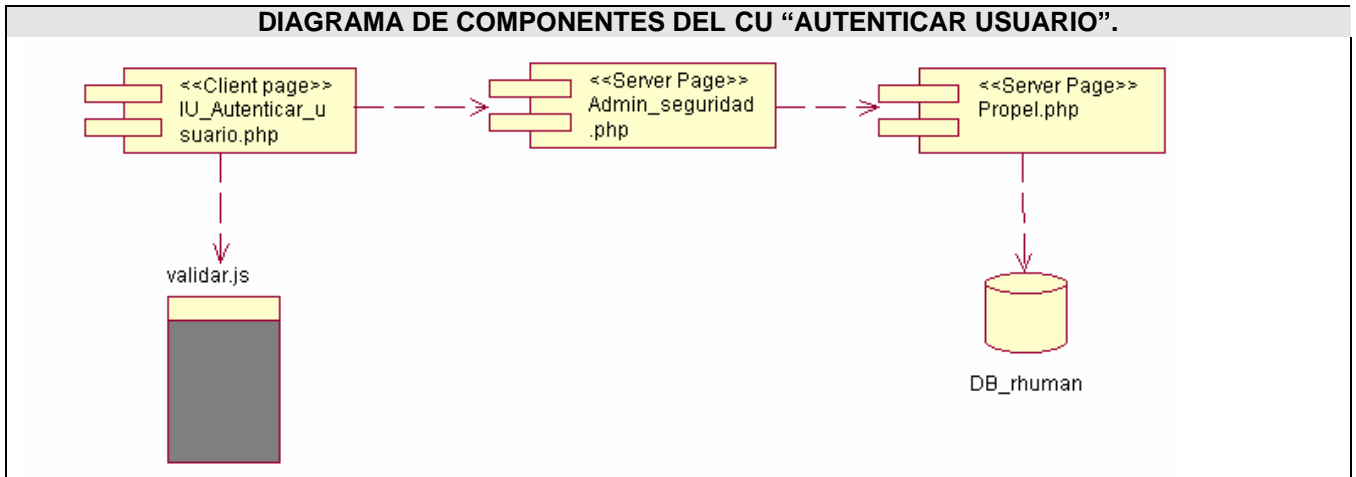 DIAGRAMA DE COMPONENTES DEL CU “AUTENTICAR USUARIO”.
<<Client page>>
IU_Autenticar_u
suario.php
<<Server Page>>
Admin_seguridad
.php
<<Server Page>>
Propel.php
validar.js
DB_rhuman